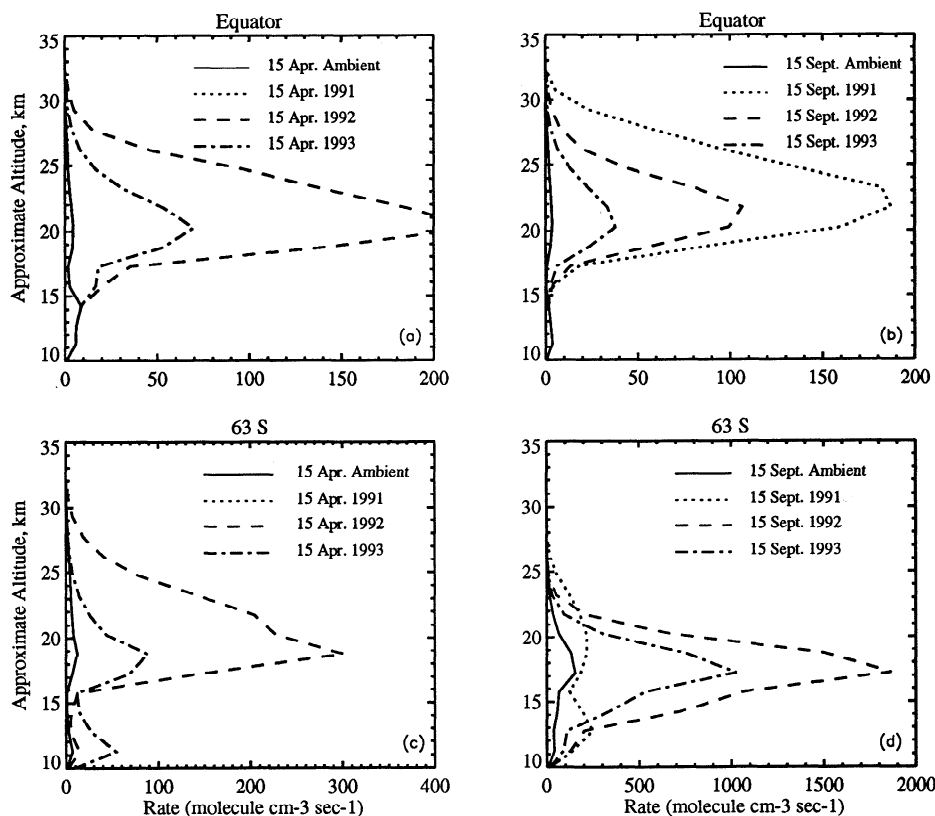 Equator
Approximate Altitude, km
35
30
25
20
15
10
15 Apr. Ambient
15 Apr. 1991
15 Apr. 1992
15 Apr. 1993
(a)
0 50 100 150 200
Equator
35
30
25
20
15
10
15 Sept. Ambient
15 Sept. 1991
15 Sept. 1992
15 Sept. 1993
(b)
0 50 100 150 200
63 S
Approximate Altitude, km
35
30
25
20
15
10
15 Apr. Ambient
15 Apr. 1991
15 Apr. 1992
15 Apr. 1993
(c)
0 100 200 300 400
Rate (molecule cm-3 sec-1)
63 S
35
30
25
20
15
10
15 Sept. Ambient
15 Sept. 1991
15 Sept. 1992
15 Sept. 1993
(d)
0 500 1000 1500 2000
Rate (molecule cm-3 sec-1)